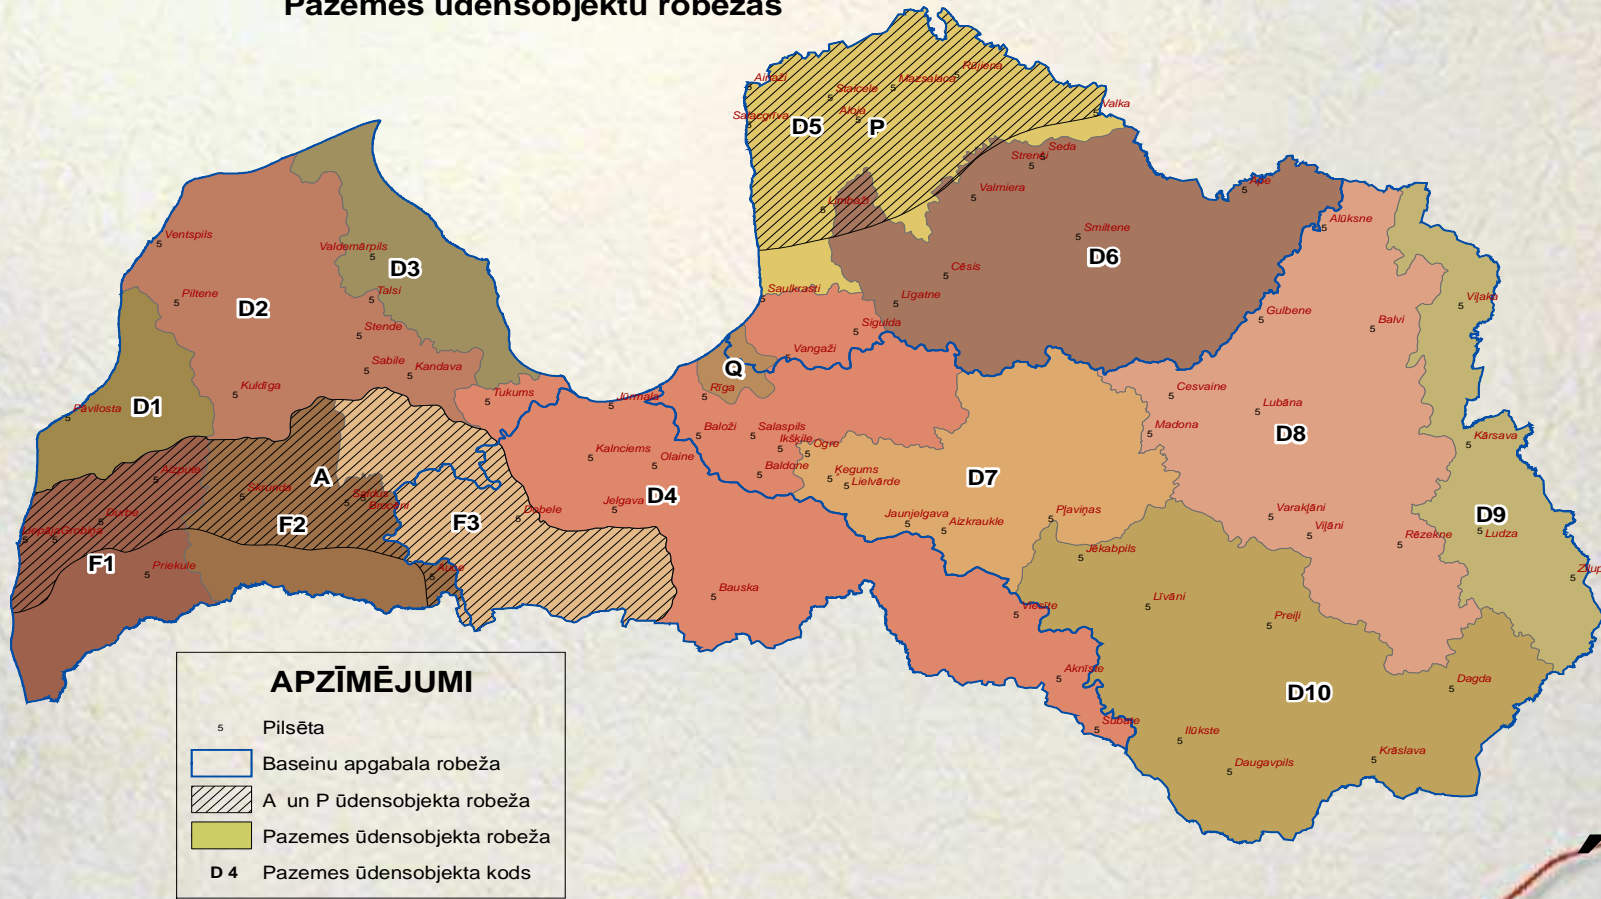 Pazemes ūdensobjektu robežas
Ainaži
Staicele
Mazsalaca
Rūjiena
Salacgrīva
Aloja
D5
P
Valka
Strenči
Seda
Valmiera
Limbaži
Ape
Alūksne
Smiltene
D6
Cēsis
Līgatne
Saulkrasti
Sigulda
Vangaži
Q
Rīga
Ventspils
Valdemārpils
D3
Piltene
Talsi
D2
Stende
Sabile
Kandava
Kuldīga
Tukums
Jūrmala
Pāvilosta
D1
Gulbene
Balvi
Viļaka
Cesvaine
Lubāna
Madona
D8
Kārsava
Baloži
Salaspils
Ikšķile
Ogre
Kalnciems
Olaine
Baldone
Ķegums
Lielvārde
D7
Aizpute
A
Skrunda
Saldus
Brocēni
Jelgava
D4
Durbe
F2
F3
Dobele
Jaunjelgava
Aizkraukle
Pļaviņas
Varakļāni
Viļāni
Rēzekne
D9
Ludza
Grobiņa
F1
Priekule
Auce
Bauska
Jēkabpils
Viesīte
Līvāni
Preiļi
Zilup
Aknīste
D10
Dagda
Subate
Ilūkste
Daugavpils
Krāslava
APZĪMĒJUMI
5 Pilsēta
Baseinu apgabala robeža
A un P ūdensobjekta robeža
Pazemes ūdensobjekta robeža
D 4 Pazemes ūdensobjekta kods